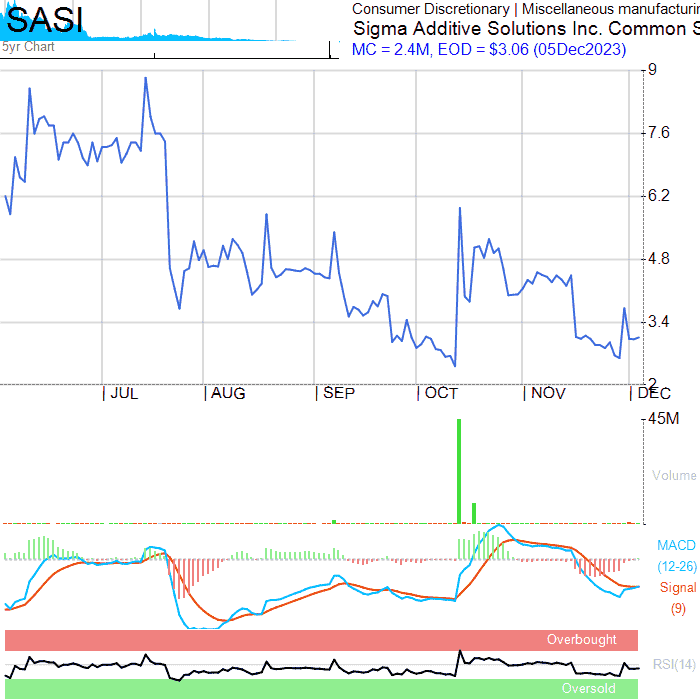 SASI
5yr Chart
Consumer Discretionary | Miscellaneous manufacturin
Sigma Additive Solutions Inc. Common S
MC = 2.4M, EOD = $3.06 (05Dec2023)
9
7.6
6.2
4.8
3.4
2
| JUL | AUG | SEP | OCT | NOV | DEC
45M
Volume
MACD
(12-26)
Signal
(9)
Overbought
RSI(14)
Oversold